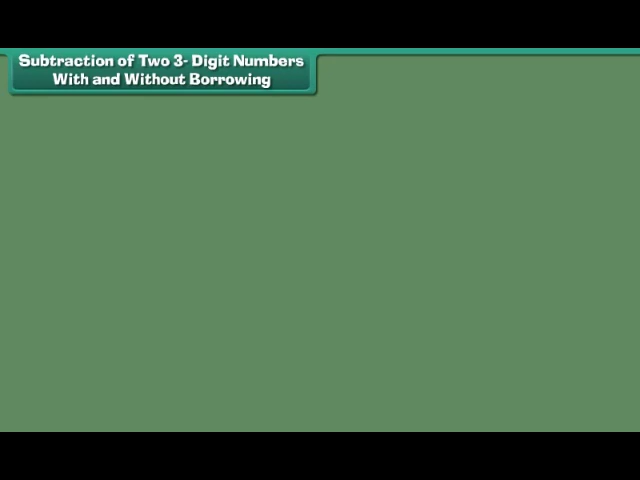 Subtraction of Two 3- Digit Numbers
With and Without Borrowing